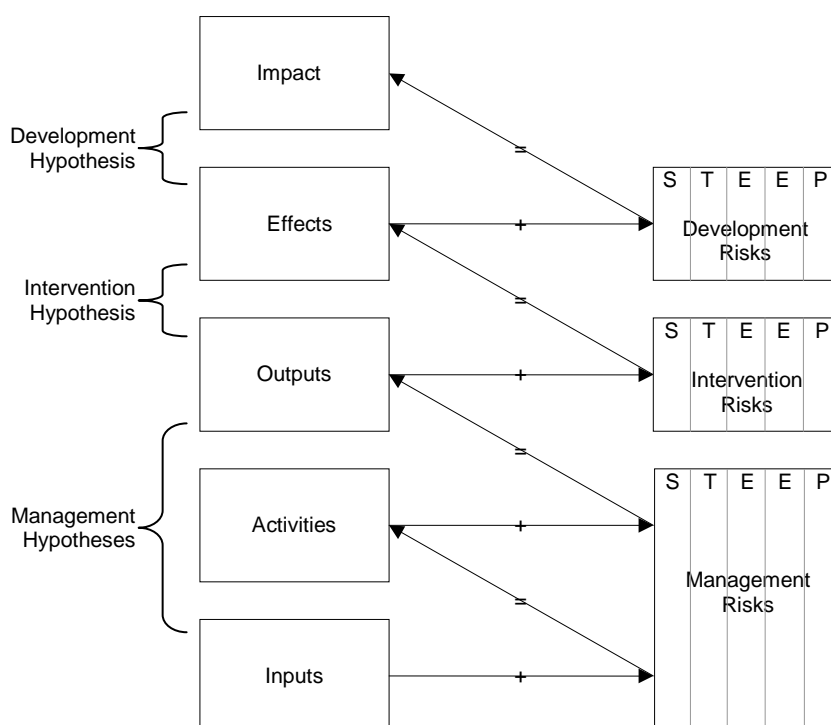 Impact
Development
Hypothesis
=
S T E E P
Effects
+
Development
Risks
Intervention
Hypothesis
=
S T E E P
Outputs
+
Intervention
Risks
=
S T E E P
Management
Hypotheses
Activities
+
Management
Risks
=
Inputs
+